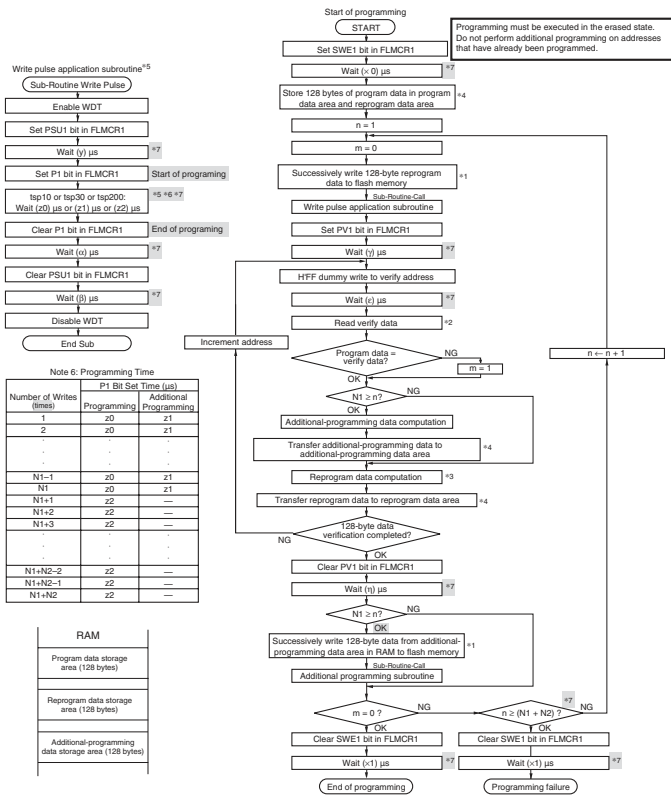 Start of programming
START
Set SWE1 bit in FLMCR1
Wait (×0) μs
*7
Store 128 bytes of program data in program
data area and reprogram data area
*4
n = 1
m = 0
Successively write 128-byte reprogram
data to flash memory
*1
Sub-Routine-Call
Write pulse application subroutine
Set PV1 bit in FLMCR1
Wait (γ) μs
*7
H'FF dummy write to verify address
Wait (ε) μs
*7
Read verify data
*2
Increment address
Program data =
verify data?
NG
m = 1
OK
N1 ≥ n?
NG
OK
Additional-programming data computation
Transfer additional-programming data to
additional-programming data area
*4
Reprogram data computation
*3
Transfer reprogram data to reprogram data area
*4
128-byte data
verification completed?
NG
OK
Clear PV1 bit in FLMCR1
Wait (η) μs
*7
N1 ≥ n?
NG
OK
Successively write 128-byte data from additional-
programming data area in RAM to flash memory
*1
Sub-Routine-Call
Additional programming subroutine
m = 0 ?
NG
n ≥ (N1 + N2) ?
*7
NG
n ← n + 1
OK
OK
Clear SWE1 bit in FLMCR1
Clear SWE1 bit in FLMCR1
Wait (×1) μs
*7
Wait (×1) μs
*7
End of programming
Programming failure
Programming must be executed in the erased state.
Do not perform additional programming on addresses
that have already been programmed.
Write pulse application subroutine*5
Sub-Routine Write Pulse
Enable WDT
Set PSU1 bit in FLMCR1
Wait (y) μs
*7
Set P1 bit in FLMCR1
Start of programing
tsp10 or tsp30 or tsp200:
Wait (z0) μs or (z1) μs or (z2) μs
*5 *6 *7
Clear P1 bit in FLMCR1
End of programing
Wait (α) μs
*7
Clear PSU1 bit in FLMCR1
Wait (β) μs
*7
Disable WDT
End Sub
Note 6: Programming Time
Number of Writes
(times)
P1 Bit Set Time (μs)
Programming
Additional
Programming
1 z0 z1
2 z0 z1
. . .
. . .
. . .
N1–1 z0 z1
N1 z0 z1
N1+1 z2 —
N1+2 z2 —
N1+3 z2 —
. . .
. . .
. . .
N1+N2–2 z2 —
N1+N2–1 z2 —
N1+N2 z2 —
RAM
Program data storage
area (128 bytes)
Reprogram data storage
area (128 bytes)
Additional-programming
data storage area (128 bytes)